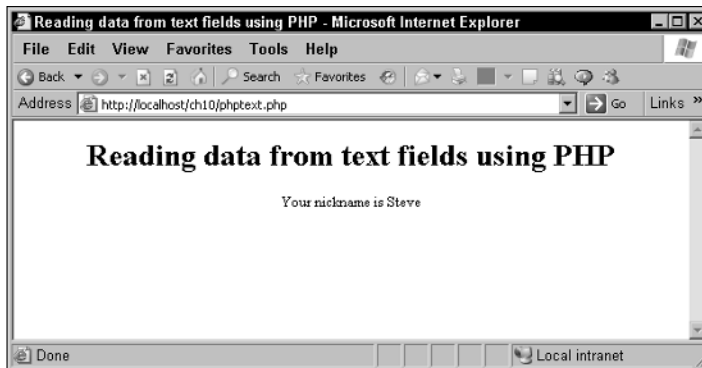 Reading data from text fields using PHP - Microsoft Internet Explorer
File Edit View Favorites Tools Help
Back Search Favorites
Address http://localhost/ch10/phptext.php Go Links »
Reading data from text fields using PHP
Your nickname is Steve
Done Local intranet